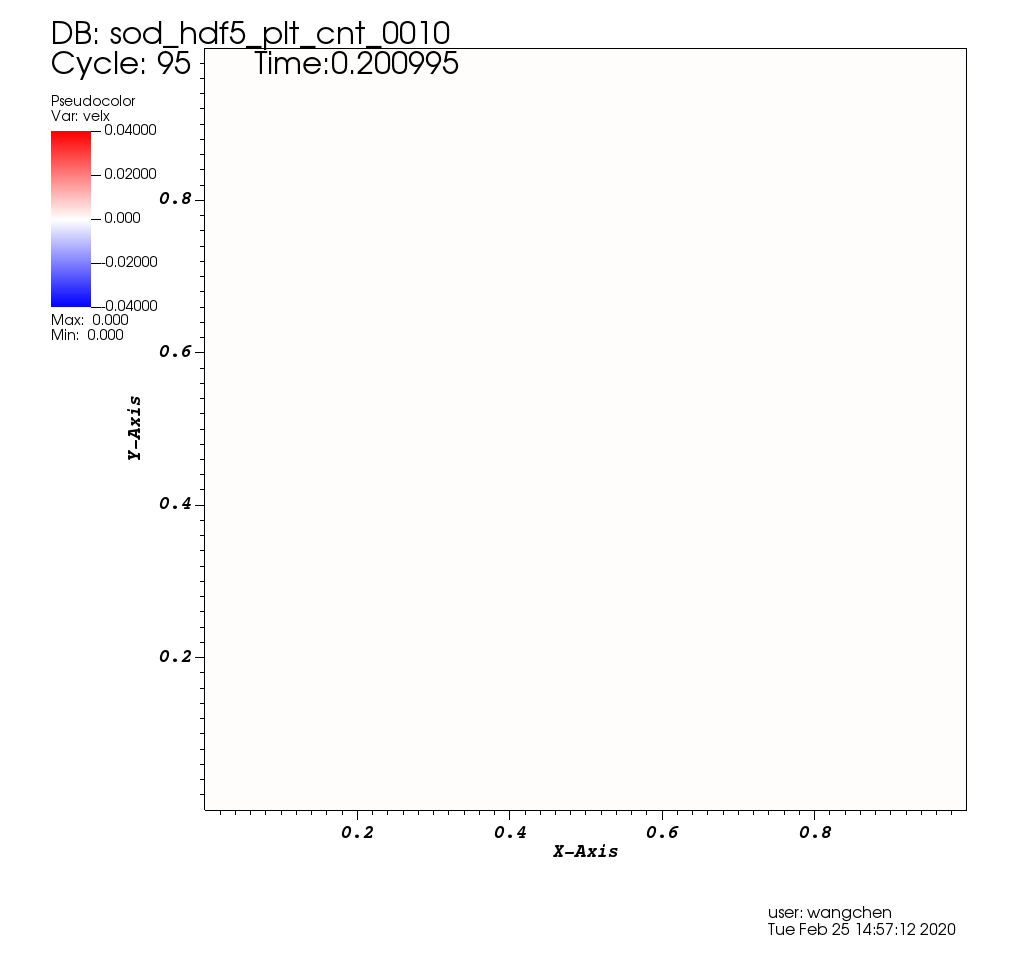 DB: sod_hdf5_plt_cnt_0010
Cycle: 95 Time:0.200995
Pseudocolor
Var: velx
0.04000
0.02000
0.000
-0.02000
-0.04000
Max: 0.000
Min: 0.000
0.8
0.6
0.4
0.2
Y-Axis
0.2 0.4 0.6 0.8
X-Axis
user: wangchen
Tue Feb 25 14:57:12 2020